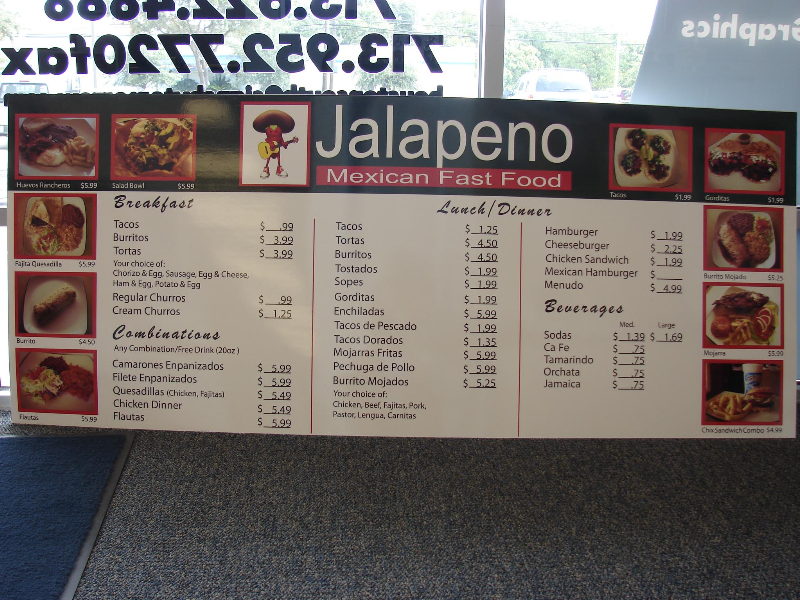 713.622.4888
713.952.7720fax
Graphics
Jalapeno
Mexican Fast Food
Huevos Rancheros $5.99
Salad Bowl $5.99
Tacos $1.99
Gorditas $1.99
Fajita Quesadilla $5.99
Burrito $4.50
Flautas $5.99
Breakfast
Tacos $ .99
Burritos $ 3.99
Tortas $ 3.99
Your choice of:
Chorizo & Egg, Sausage, Egg & Cheese,
Ham & Egg, Potato & Egg
Regular Churros $ .99
Cream Churros $ 1.25
Combinations
Any Combination/Free Drink (20oz)
Camarones Enpanizados $ 5.99
Filete Enpanizados $ 5.99
Quesadillas (Chicken, Fajitas) $ 5.49
Chicken Dinner $ 5.49
Flautas $ 5.99
Lunch/Dinner
Tacos $ 1.25
Tortas $ 4.50
Burritos $ 4.50
Tostados $ 1.99
Sopes $ 1.99
Gorditas $ 1.99
Enchiladas $ 5.99
Tacos de Pescado $ 1.99
Tacos Dorados $ 1.35
Mojarras Fritas $ 5.99
Pechuga de Pollo $ 5.99
Burrito Mojados $ 5.25
Your choice of:
Chicken, Beef, Fajitas, Pork,
Pastor, Lengua, Carnitas
Hamburger $ 1.99
Cheeseburger $ 2.25
Chicken Sandwich $ 1.99
Mexican Hamburger $
Menudo $ 4.99
Beverages
Med. Large
Sodas $ 1.39 $ 1.69
Ca Fe $ .75
Tamarindo $ .75
Orchata $ .75
Jamaica $ .75
Burrito Mojado $5.25
Mojarra $5.99
Chix Sandwich Combo $4.99